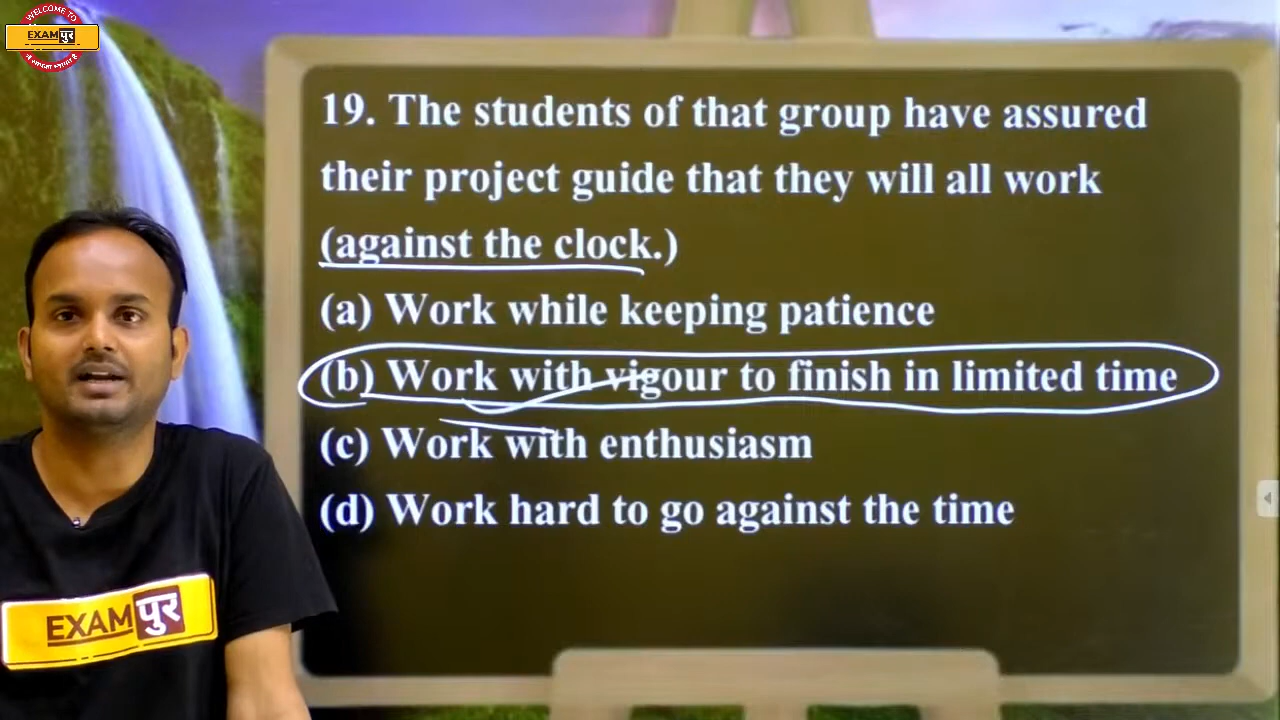 WELCOME TO
EXAMपुर
19. The students of that group have assured
their project guide that they will all work
(against the clock.)
(a) Work while keeping patience
(b) Work with vigour to finish in limited time
(c) Work with enthusiasm
(d) Work hard to go against the time
EXAMपुर